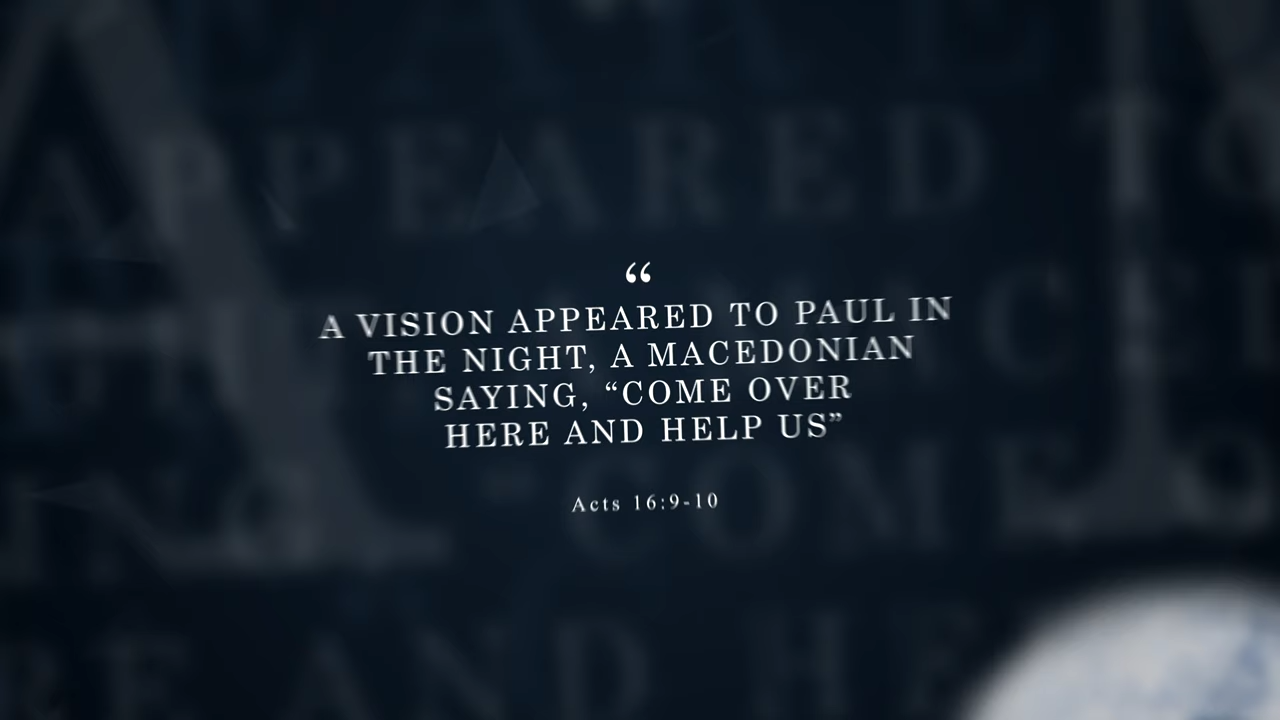 “
A VISION APPEARED TO PAUL IN
THE NIGHT, A MACEDONIAN
SAYING, “COME OVER
HERE AND HELP US”
Acts 16:9-10